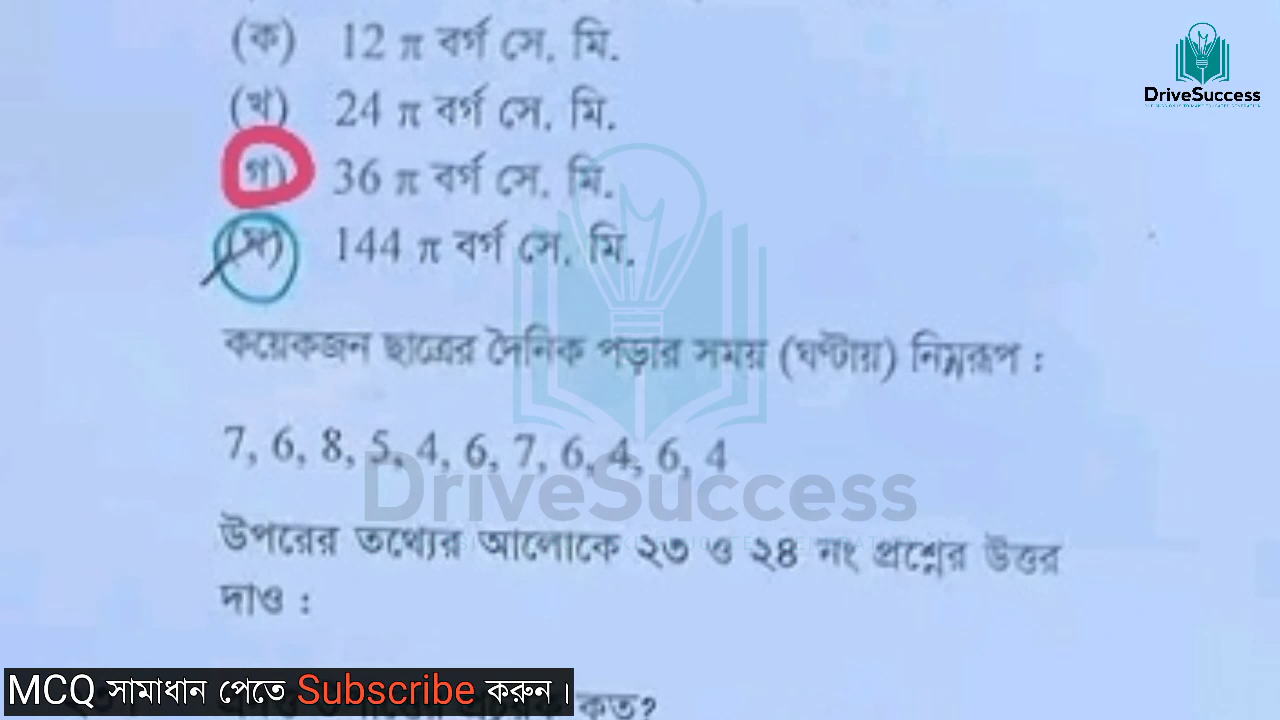 (ক) 12 π বর্গ সে. মি.
(খ) 24 π বর্গ সে. মি.
গ) 36 π বর্গ সে. মি.
(ঘ) 144 π বর্গ সে. মি.
DriveSuccess
কয়েকজন ছাত্রের দৈনিক পড়ার সময় (ঘণ্টায়) নিম্নরূপ :
7, 6, 8, 5, 4, 6, 7, 6, 4, 6, 4
DriveSuccess
উপরের তথ্যের আলোকে ২৩ ও ২৪ নং প্রশ্নের উত্তর
দাও :
MCQ সামাধান পেতে Subscribe করুন।
কত?